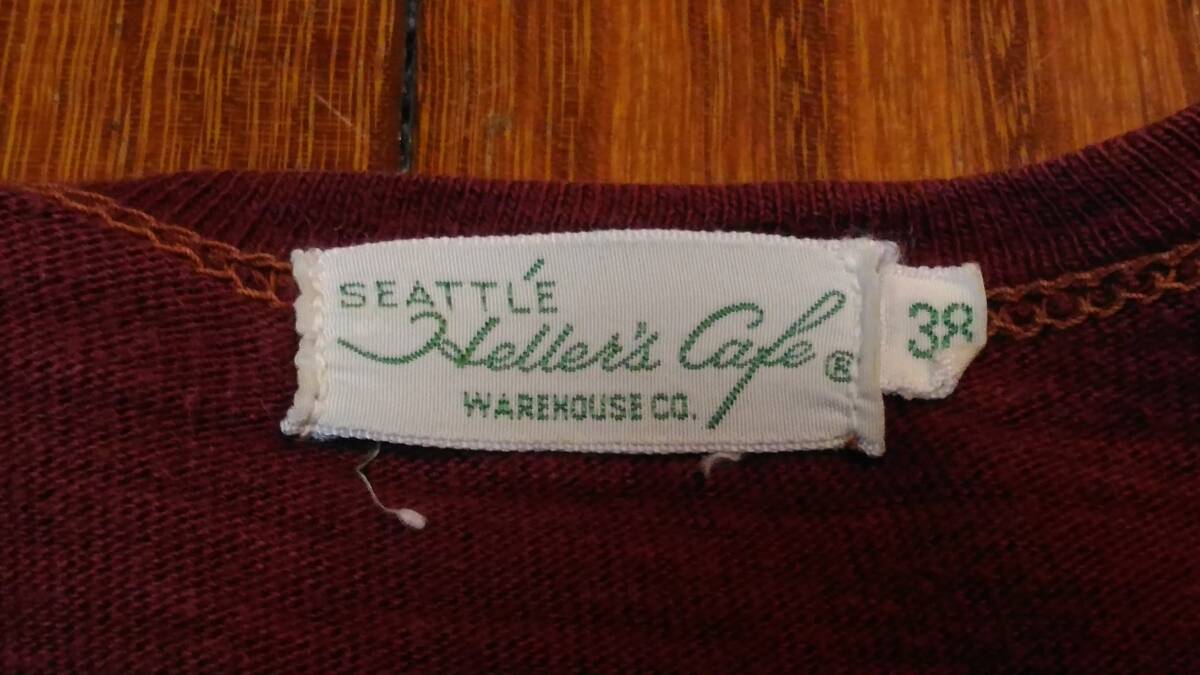 SEATTLE
Heller's Cafe ®
WAREHOUSE CO.
38